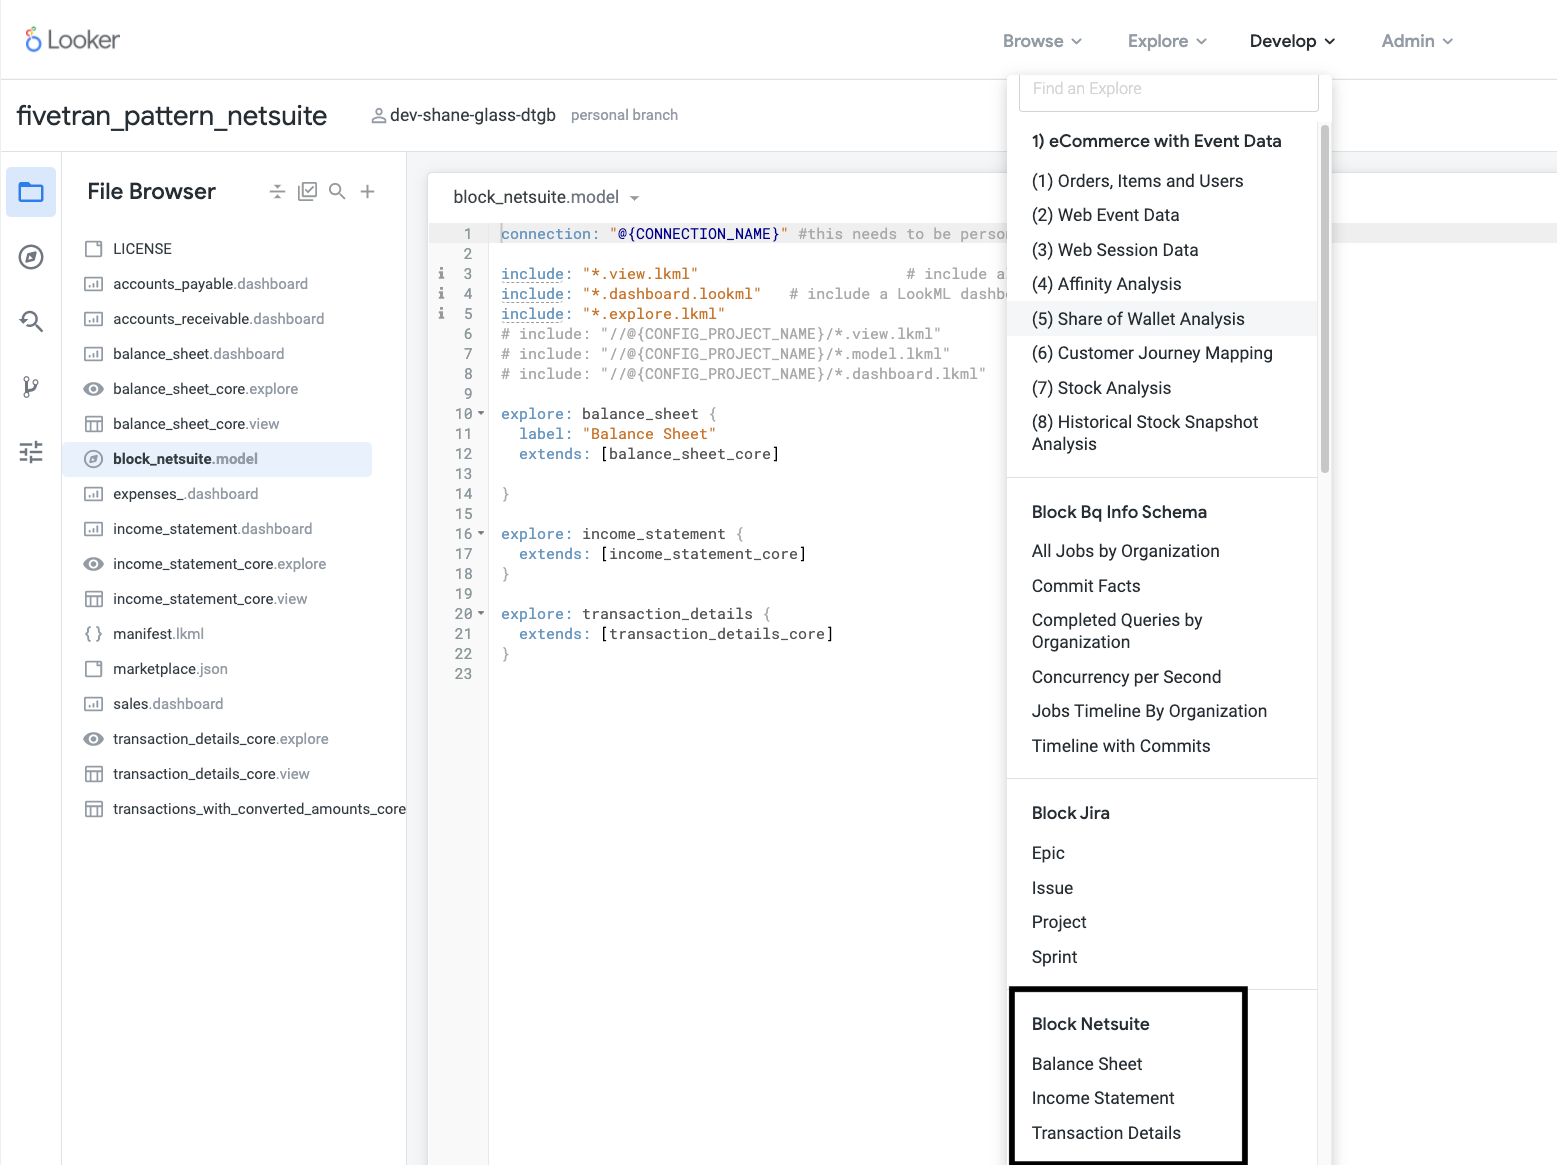 Looker
Browse
Explore
Develop
Admin
fivetran_pattern_netsuite
dev-shane-glass-dtgb personal branch
File Browser
LICENSE
accounts_payable.dashboard
accounts_receivable.dashboard
balance_sheet.dashboard
balance_sheet_core.explore
balance_sheet_core.view
block_netsuite.model
expenses_.dashboard
income_statement.dashboard
income_statement_core.explore
income_statement_core.view
manifest.lkml
marketplace.json
sales.dashboard
transaction_details_core.explore
transaction_details_core.view
transactions_with_converted_amounts_core
block_netsuite.model
1 connection: "@{CONNECTION_NAME}" #this needs to be perso
2
3 include: "*.view.lkml" # include a
4 include: "*.dashboard.lookml" # include a LookML dashb
5 include: "*.explore.lkml"
6 # include: "//@{CONFIG_PROJECT_NAME}/*.view.lkml"
7 # include: "//@{CONFIG_PROJECT_NAME}/*.model.lkml"
8 # include: "//@{CONFIG_PROJECT_NAME}/*.dashboard.lkml"
9
10 explore: balance_sheet {
11 label: "Balance Sheet"
12 extends: [balance_sheet_core]
13
14 }
15
16 explore: income_statement {
17 extends: [income_statement_core]
18 }
19
20 explore: transaction_details {
21 extends: [transaction_details_core]
22 }
23
Find an Explore
1) eCommerce with Event Data
(1) Orders, Items and Users
(2) Web Event Data
(3) Web Session Data
(4) Affinity Analysis
(5) Share of Wallet Analysis
(6) Customer Journey Mapping
(7) Stock Analysis
(8) Historical Stock Snapshot
Analysis
Block Bq Info Schema
All Jobs by Organization
Commit Facts
Completed Queries by
Organization
Concurrency per Second
Jobs Timeline By Organization
Timeline with Commits
Block Jira
Epic
Issue
Project
Sprint
Block Netsuite
Balance Sheet
Income Statement
Transaction Details